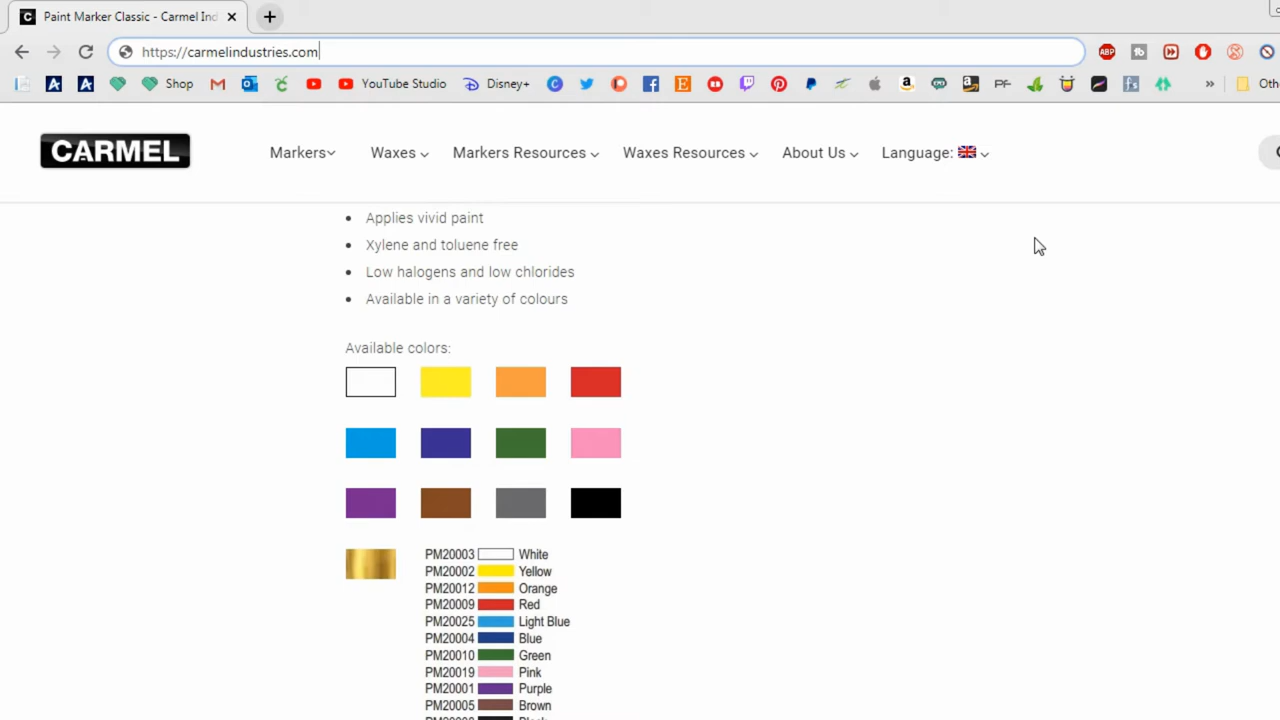 C Paint Marker Classic - Carmel Ind
https://carmelindustries.com
ABP fb
Shop YouTube Studio Disney+ PF Oth
CARMEL Markers Waxes Markers Resources Waxes Resources About Us Language:
Applies vivid paint
Xylene and toluene free
Low halogens and low chlorides
Available in a variety of colours
Available colors:
PM20003 White
PM20002 Yellow
PM20012 Orange
PM20009 Red
PM20025 Light Blue
PM20004 Blue
PM20010 Green
PM20019 Pink
PM20001 Purple
PM20005 Brown